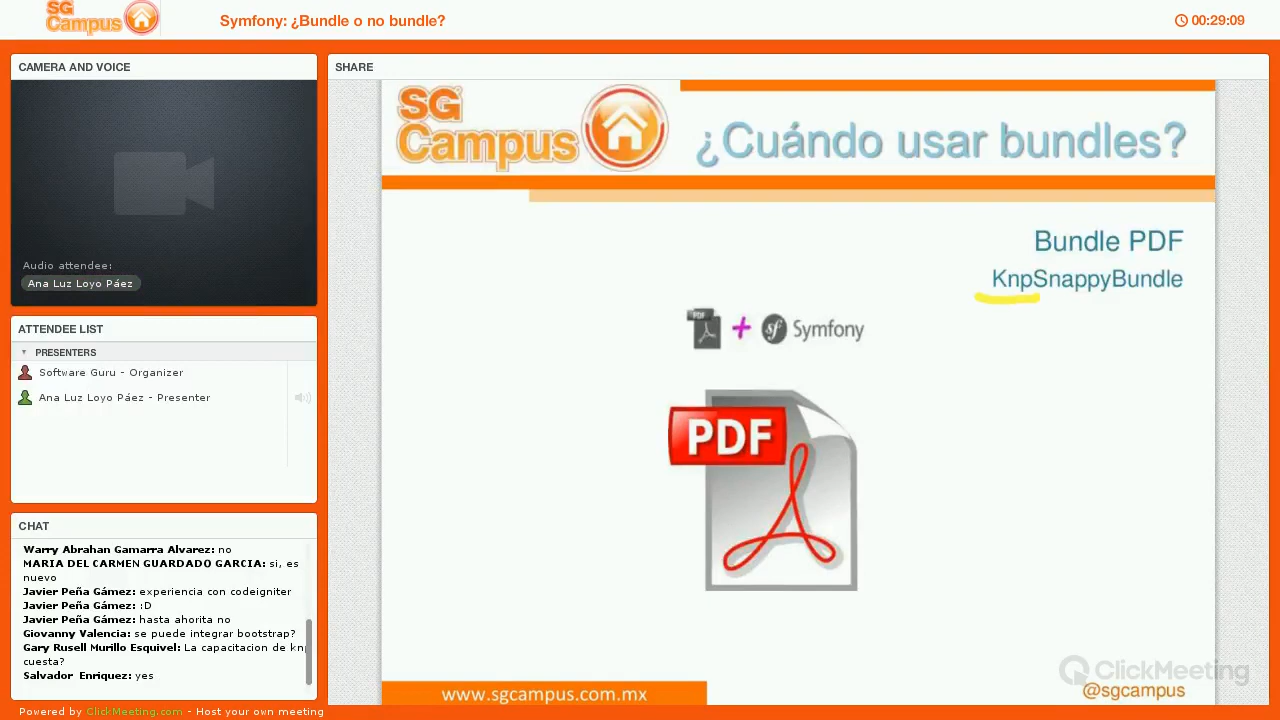 SG
Campus
Symfony: ¿Bundle o no bundle?
00:29:09
CAMERA AND VOICE
Audio attendee:
Ana Luz Loyo Páez
ATTENDEE LIST
PRESENTERS
Software Guru - Organizer
Ana Luz Loyo Páez - Presenter
CHAT
Warry Abrahan Gamarra Alvarez: no
MARIA DEL CARMEN GUARDADO GARCIA: si, es
nuevo
Javier Peña Gámez: experiencia con codeigniter
Javier Peña Gámez: :D
Javier Peña Gámez: hasta ahorita no
Giovanny Valencia: se puede integrar bootstrap?
Gary Rusell Murillo Esquivel: La capacitacion de knp
cuesta?
Salvador Enriquez: yes
Powered by ClickMeeting.com - Host your own meeting
SHARE
SG
Campus
¿Cuándo usar bundles?
Bundle PDF
KnpSnappyBundle
PDF + sf Symfony
PDF
www.sgcampus.com.mx
ClickMeeting
@sgcampus